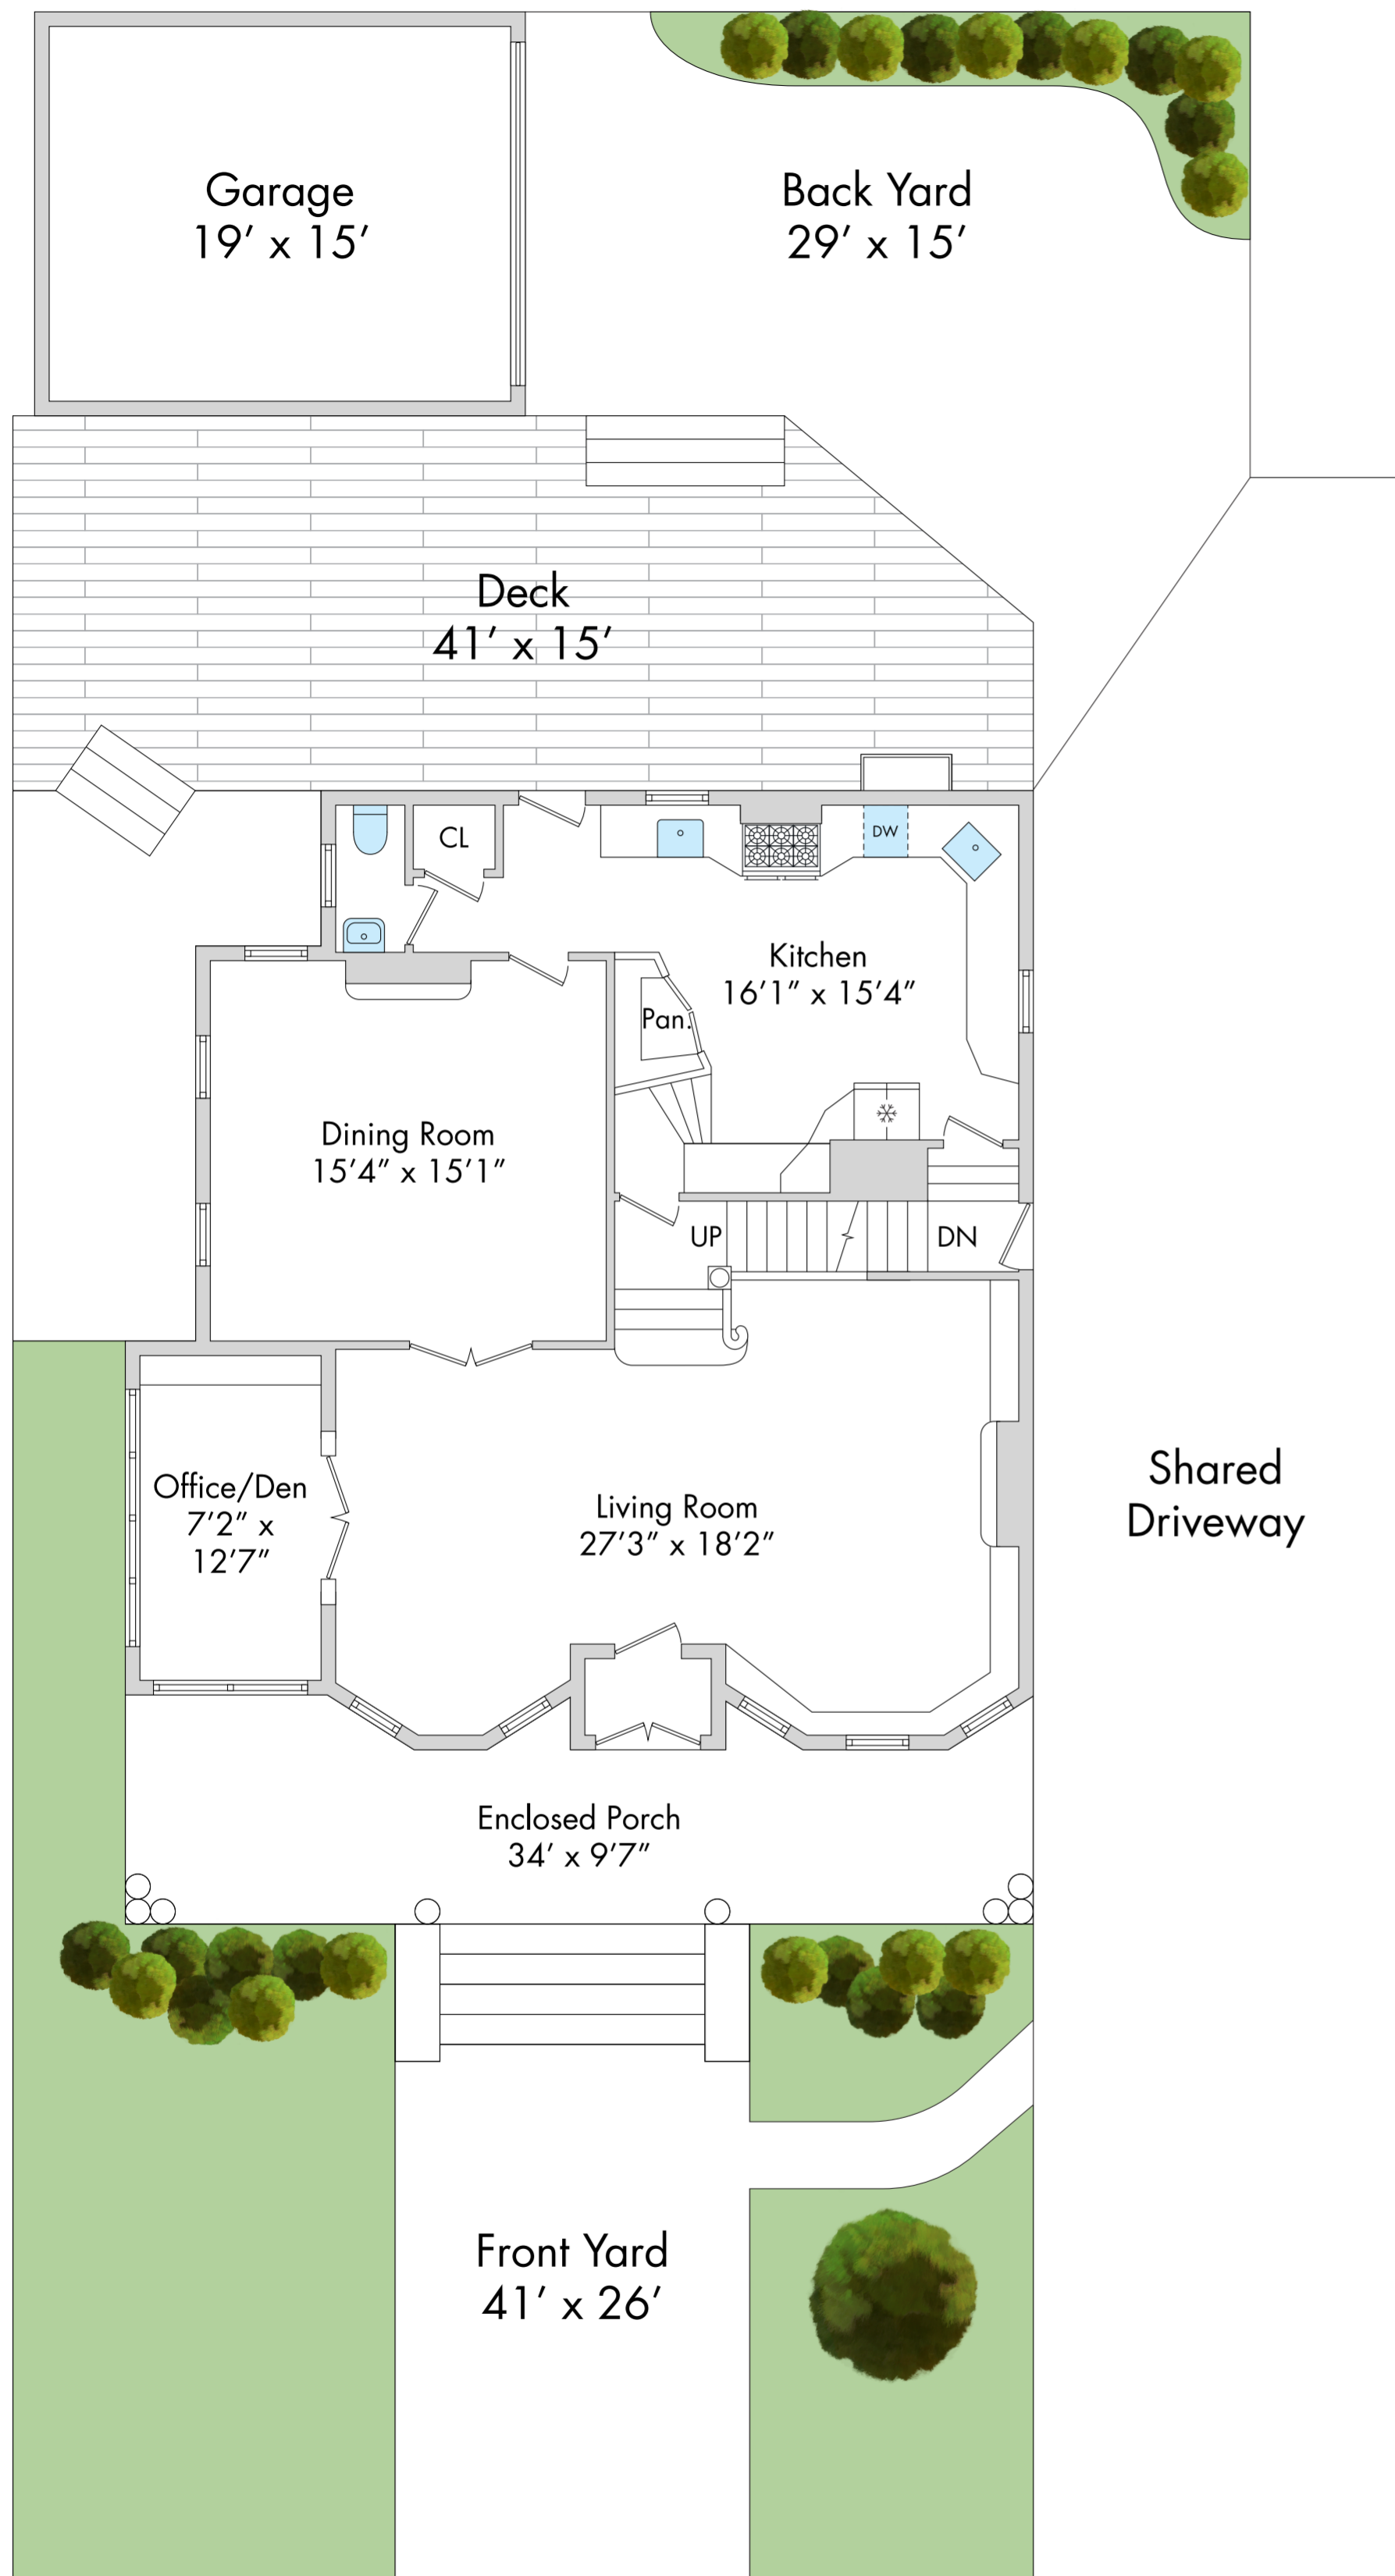 Garage
19' x 15'
Back Yard
29' x 15'
Deck
41' x 15'
CL
DW
Kitchen
16'1" x 15'4"
Pan.
Dining Room
15'4" x 15'1"
UP
DN
Office/Den
7'2" x
12'7"
Living Room
27'3" x 18'2"
Shared
Driveway
Enclosed Porch
34' x 9'7"
Front Yard
41' x 26'